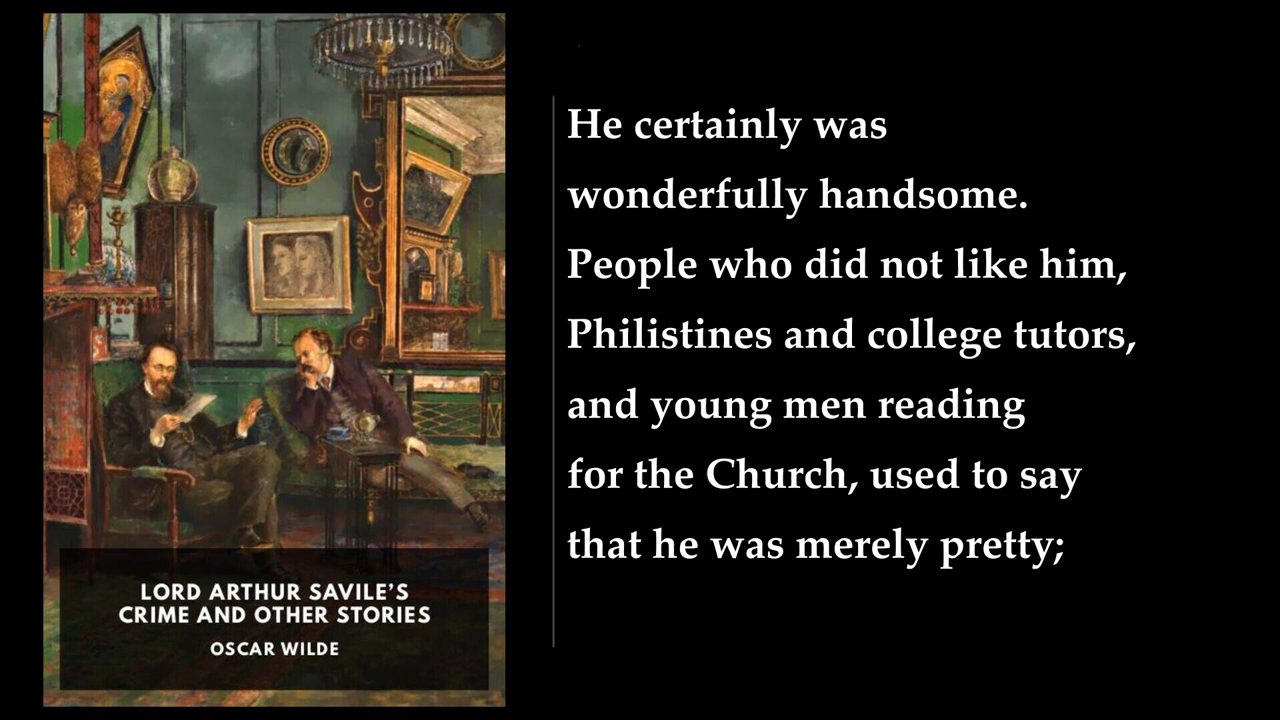 He certainly was
wonderfully handsome.
People who did not like him,
Philistines and college tutors,
and young men reading
for the Church, used to say
that he was merely pretty;
LORD ARTHUR SAVILE’S
CRIME AND OTHER STORIES
OSCAR WILDE